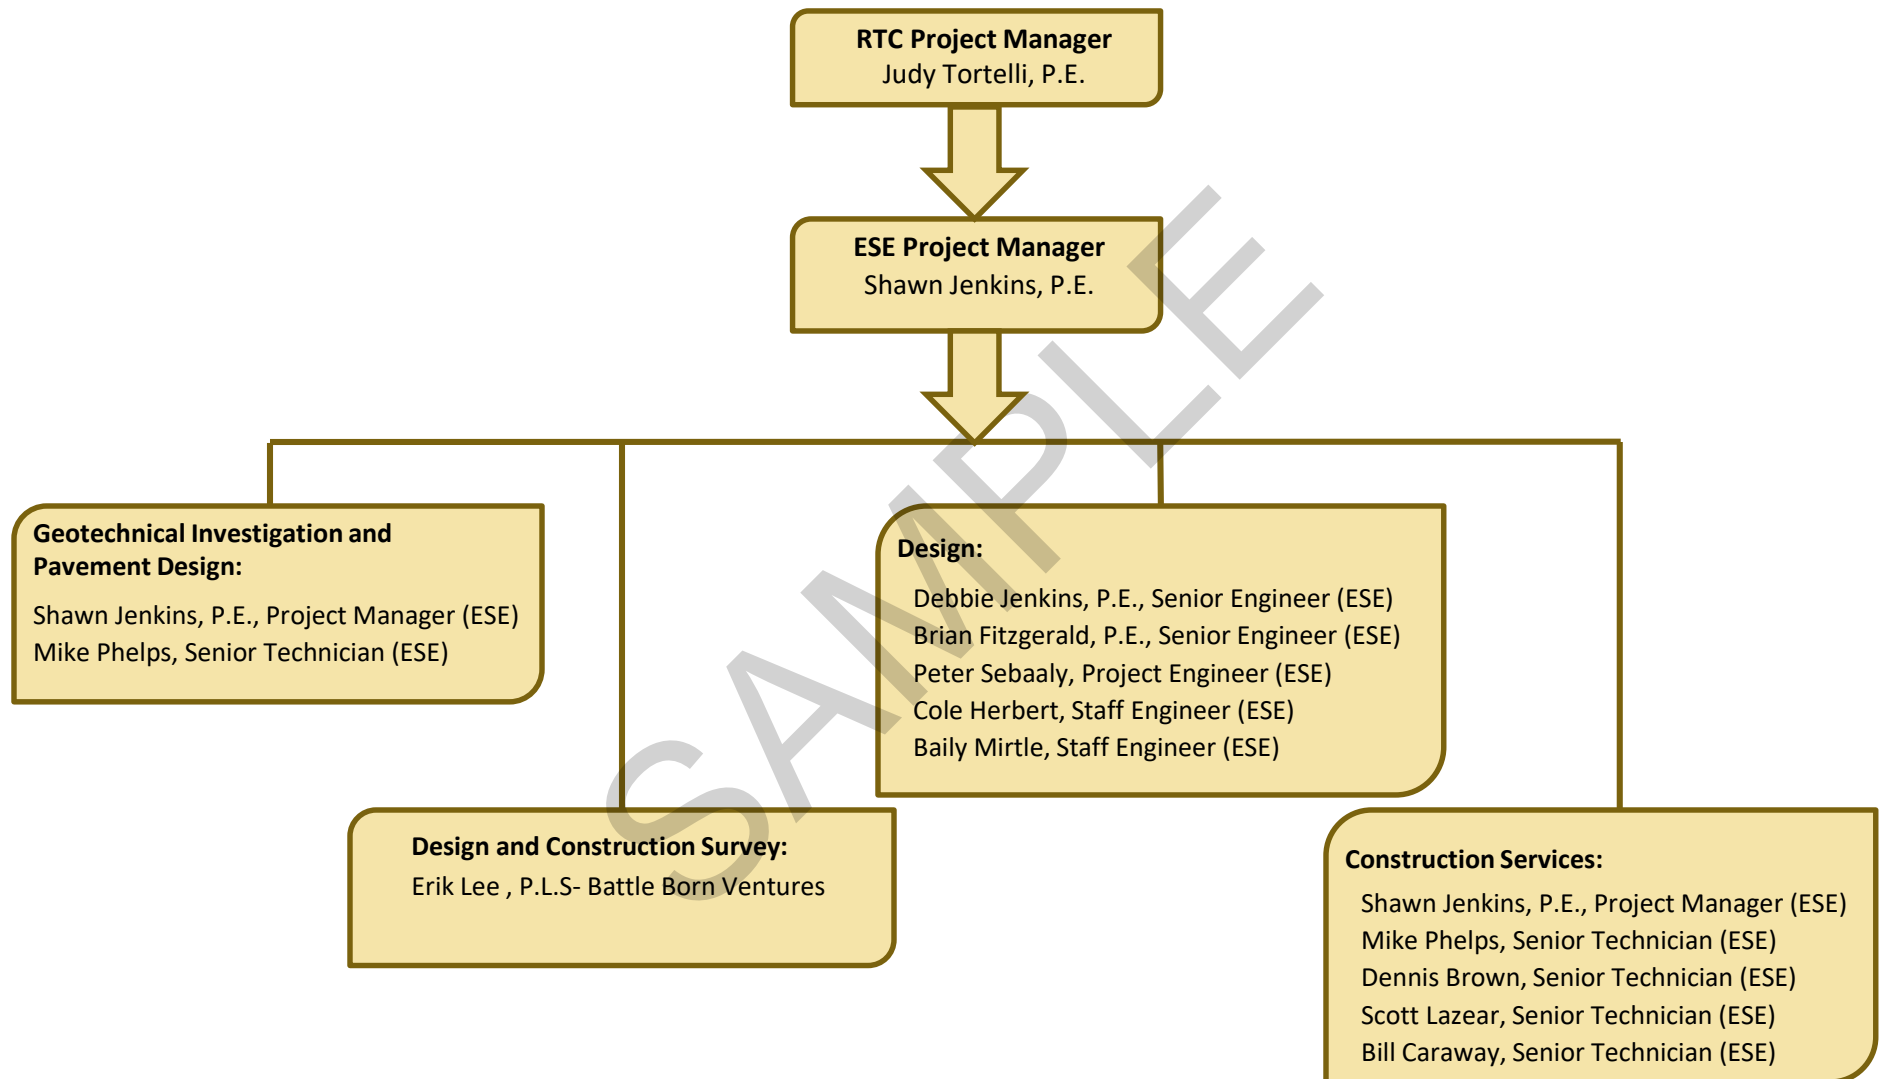 RTC Project Manager
Judy Tortelli, P.E.
ESE Project Manager
Shawn Jenkins, P.E.
Geotechnical Investigation and
Pavement Design:
Shawn Jenkins, P.E., Project Manager (ESE)
Mike Phelps, Senior Technician (ESE)
Design:
Debbie Jenkins, P.E., Senior Engineer (ESE)
Brian Fitzgerald, P.E., Senior Engineer (ESE)
Peter Sebaaly, Project Engineer (ESE)
Cole Herbert, Staff Engineer (ESE)
Baily Mirtle, Staff Engineer (ESE)
Design and Construction Survey:
Erik Lee , P.L.S- Battle Born Ventures
Construction Services:
Shawn Jenkins, P.E., Project Manager (ESE)
Mike Phelps, Senior Technician (ESE)
Dennis Brown, Senior Technician (ESE)
Scott Lazear, Senior Technician (ESE)
Bill Caraway, Senior Technician (ESE)
SAMPLE